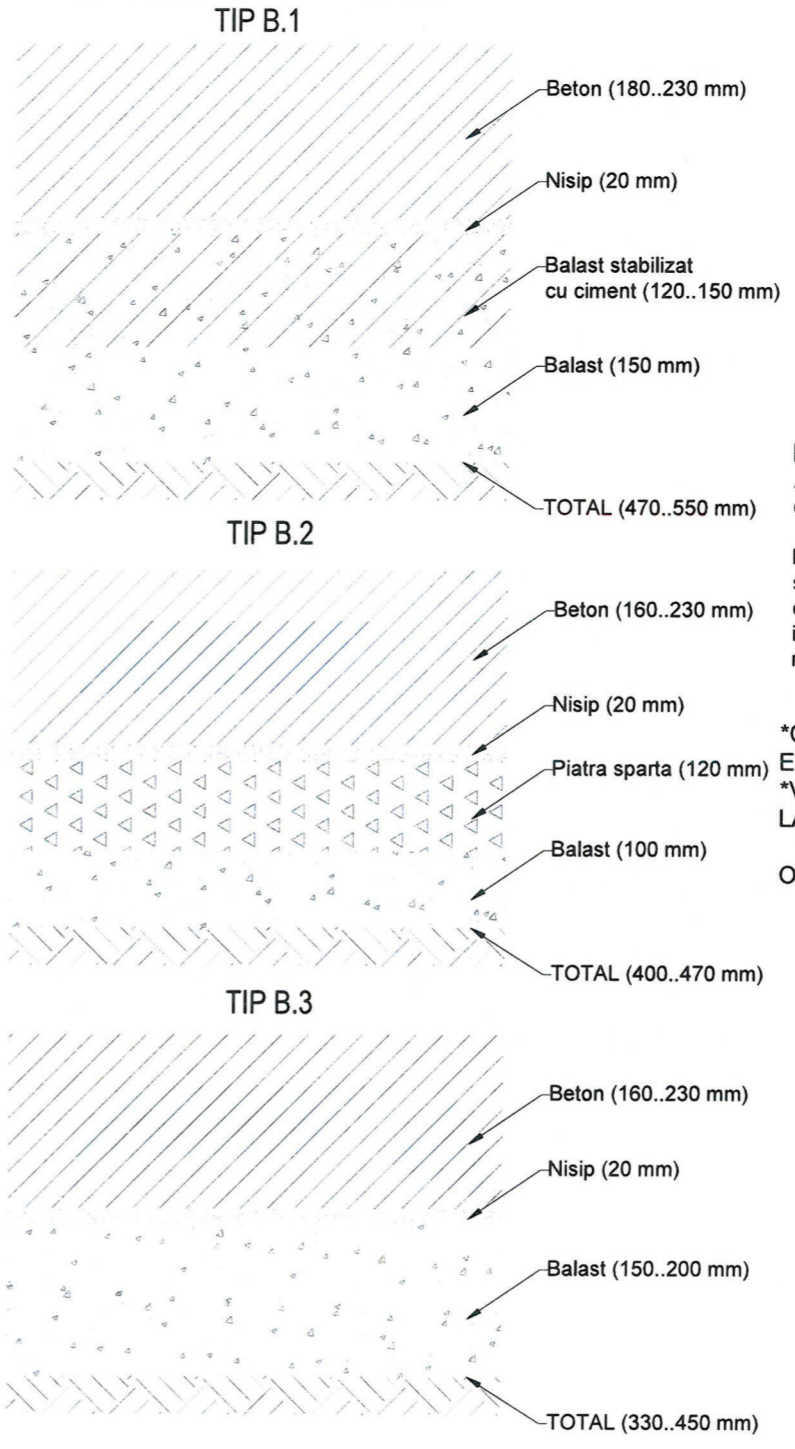 TIP B.1
Beton (180..230 mm)
Nisip (20 mm)
Balast stabilizat
cu ciment (120..150 mm)
Balast (150 mm)
TOTAL (470..550 mm)
TIP B.2
Beton (160..230 mm)
Nisip (20 mm)
Piatra sparta (120 mm)
Balast (100 mm)
TOTAL (400..470 mm)
TIP B.3
Beton (160..230 mm)
Nisip (20 mm)
Balast (150..200 mm)
TOTAL (330..450 mm)